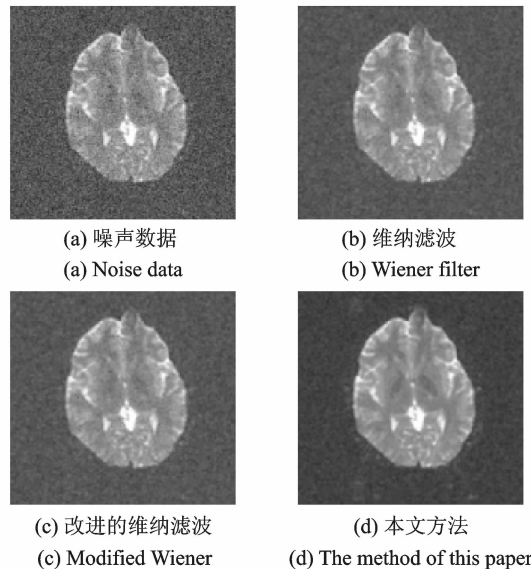 (a) 噪声数据
(a) Noise data
(b) 维纳滤波
(b) Wiener filter
(c) 改进的维纳滤波
(c) Modified Wiener
(d) 本文方法
(d) The method of this paper